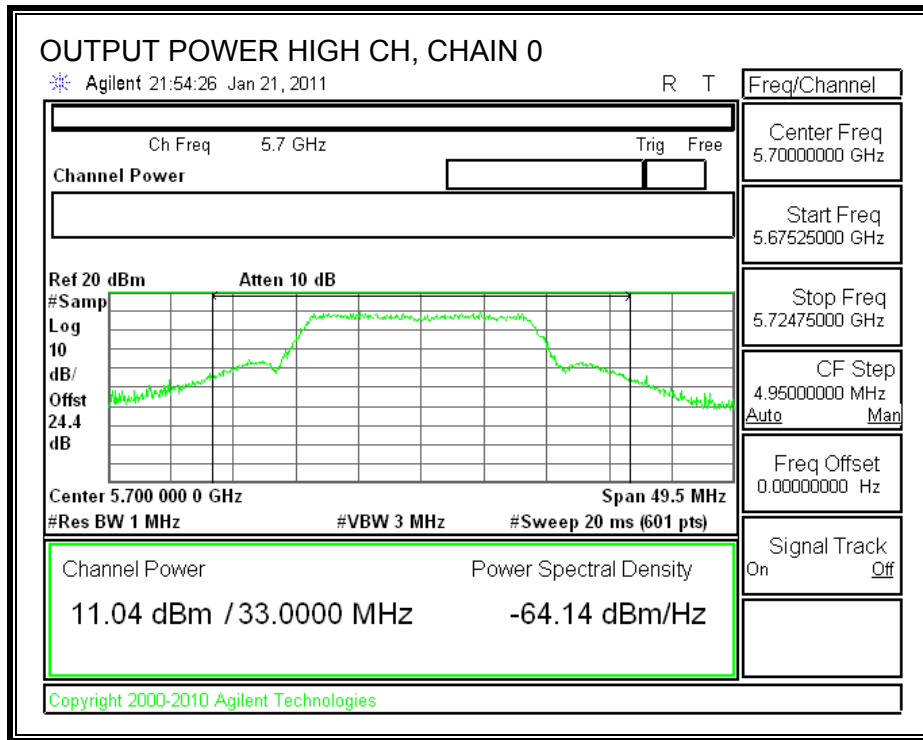 OUTPUT POWER HIGH CH, CHAIN 0
Agilent 21:54:26 Jan 21, 2011 R T
Freq/Channel
Ch Freq 5.7 GHz Trig Free
Channel Power
Center Freq
5.70000000 GHz
Start Freq
5.67525000 GHz
Stop Freq
5.72475000 GHz
CF Step
4.95000000 MHz
Auto Man
Freq Offset
0.00000000 Hz
Signal Track
On Off
Ref 20 dBm Atten 10 dB
#Samp
Log
10
dB/
Offst
24.4
dB
Center 5.700 000 0 GHz Span 49.5 MHz
#Res BW 1 MHz #VBW 3 MHz #Sweep 20 ms (601 pts)
Channel Power Power Spectral Density
11.04 dBm / 33.0000 MHz -64.14 dBm/Hz
Copyright 2000-2010 Agilent Technologies